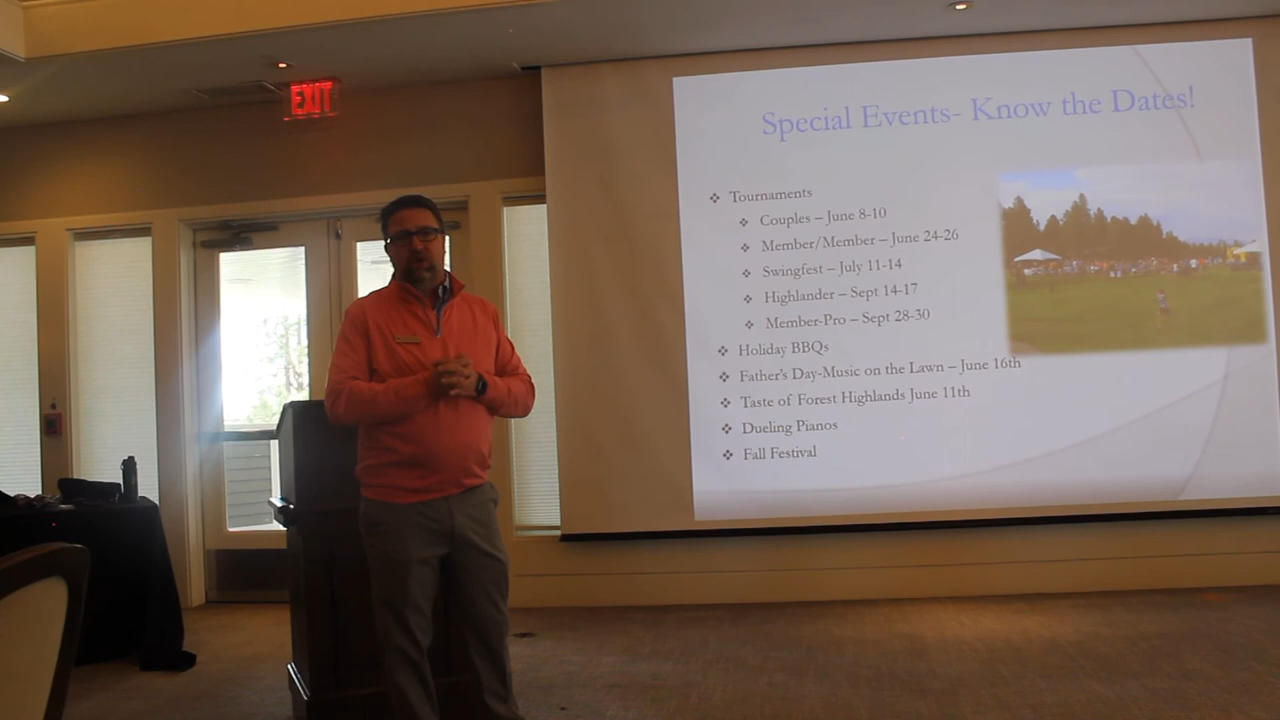 EXIT
Special Events- Know the Dates!
Tournaments
Couples – June 8-10
Member/Member – June 24-26
Swingfest – July 11-14
Highlander – Sept 14-17
Member-Pro – Sept 28-30
Holiday BBQs
Father's Day-Music on the Lawn – June 16th
Taste of Forest Highlands June 11th
Dueling Pianos
Fall Festival